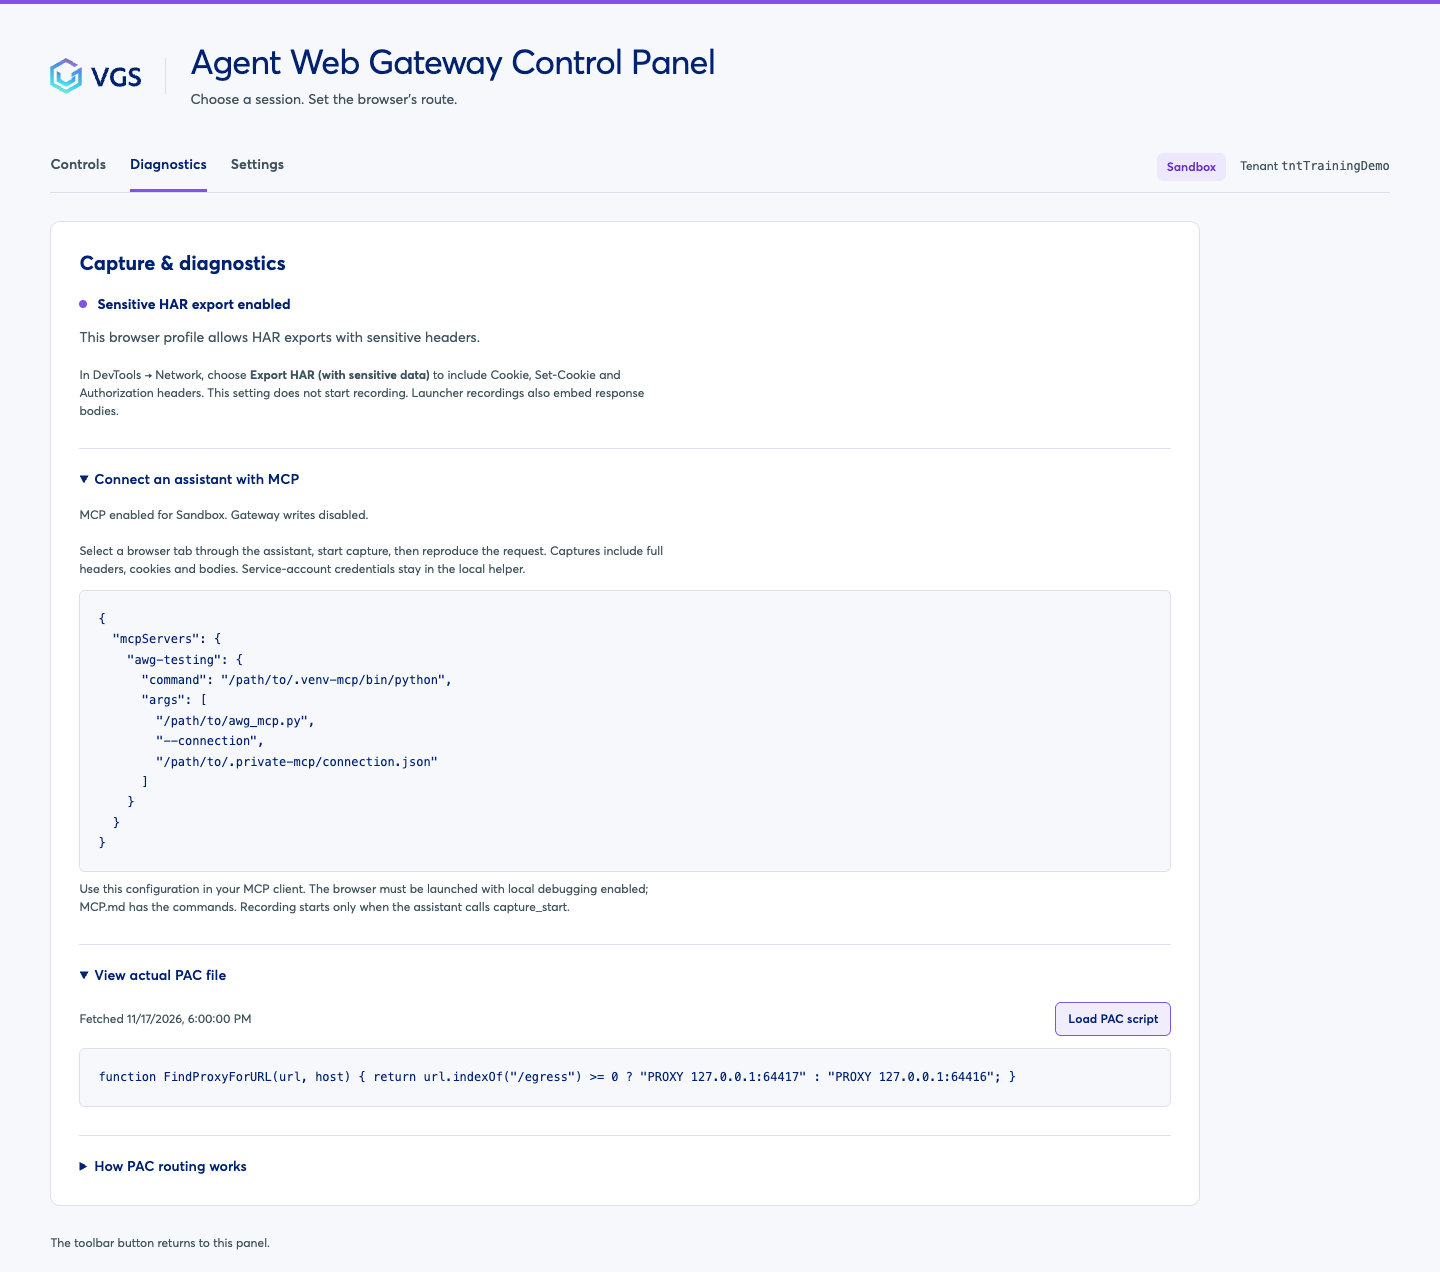 VGS
Agent Web Gateway Control Panel
Choose a session. Set the browser's route.
Controls
Diagnostics
Settings
Sandbox
Tenant tntTrainingDemo
Capture & diagnostics
Sensitive HAR export enabled
This browser profile allows HAR exports with sensitive headers.
In DevTools → Network, choose Export HAR (with sensitive data) to include Cookie, Set-Cookie and
Authorization headers. This setting does not start recording. Launcher recordings also embed response
bodies.
▼ Connect an assistant with MCP
MCP enabled for Sandbox. Gateway writes disabled.
Select a browser tab through the assistant, start capture, then reproduce the request. Captures include full
headers, cookies and bodies. Service-account credentials stay in the local helper.
{
  "mcpServers": {
    "awg-testing": {
      "command": "/path/to/.venv-mcp/bin/python",
      "args": [
        "/path/to/awg_mcp.py",
        "--connection",
        "/path/to/.private-mcp/connection.json"
      ]
    }
  }
}
Use this configuration in your MCP client. The browser must be launched with local debugging enabled;
MCP.md has the commands. Recording starts only when the assistant calls capture_start.
▼ View actual PAC file
Fetched 11/17/2026, 6:00:00 PM
Load PAC script
function FindProxyForURL(url, host) { return url.indexOf("/egress") >= 0 ? "PROXY 127.0.0.1:64417" : "PROXY 127.0.0.1:64416"; }
▶ How PAC routing works
The toolbar button returns to this panel.